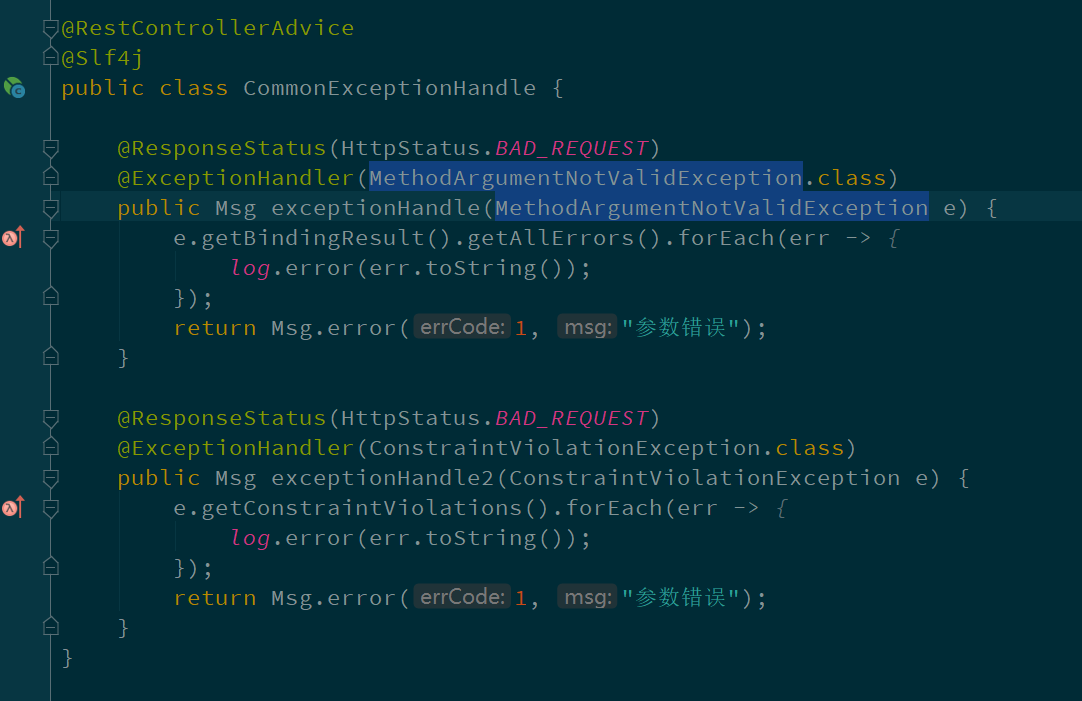 @RestControllerAdvice
@Slf4j
public class CommonExceptionHandle {
@ResponseStatus(HttpStatus.BAD_REQUEST)
@ExceptionHandler(MethodArgumentNotValidException.class)
public Msg exceptionHandle(MethodArgumentNotValidException e) {
e.getBindingResult().getAllErrors().forEach(err -> {
log.error(err.toString());
});
return Msg.error( errCode: 1, msg: "参数错误");
}
@ResponseStatus(HttpStatus.BAD_REQUEST)
@ExceptionHandler(ConstraintViolationException.class)
public Msg exceptionHandle2(ConstraintViolationException e) {
e.getConstraintViolations().forEach(err -> {
log.error(err.toString());
});
return Msg.error( errCode: 1, msg: "参数错误");
}
}